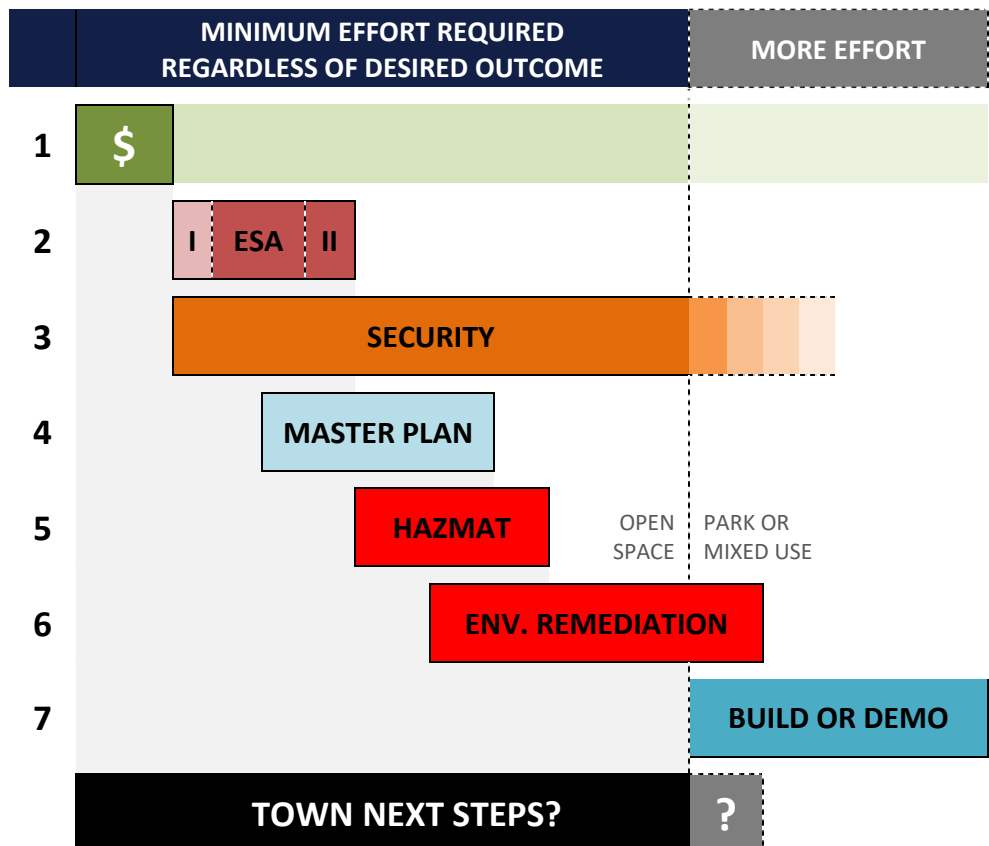 MINIMUM EFFORT REQUIRED
REGARDLESS OF DESIRED OUTCOME
MORE EFFORT
1
$
2
I
ESA
II
3
SECURITY
4
MASTER PLAN
5
HAZMAT
OPEN
SPACE
PARK OR
MIXED USE
6
ENV. REMEDIATION
7
BUILD OR DEMO
TOWN NEXT STEPS?
?